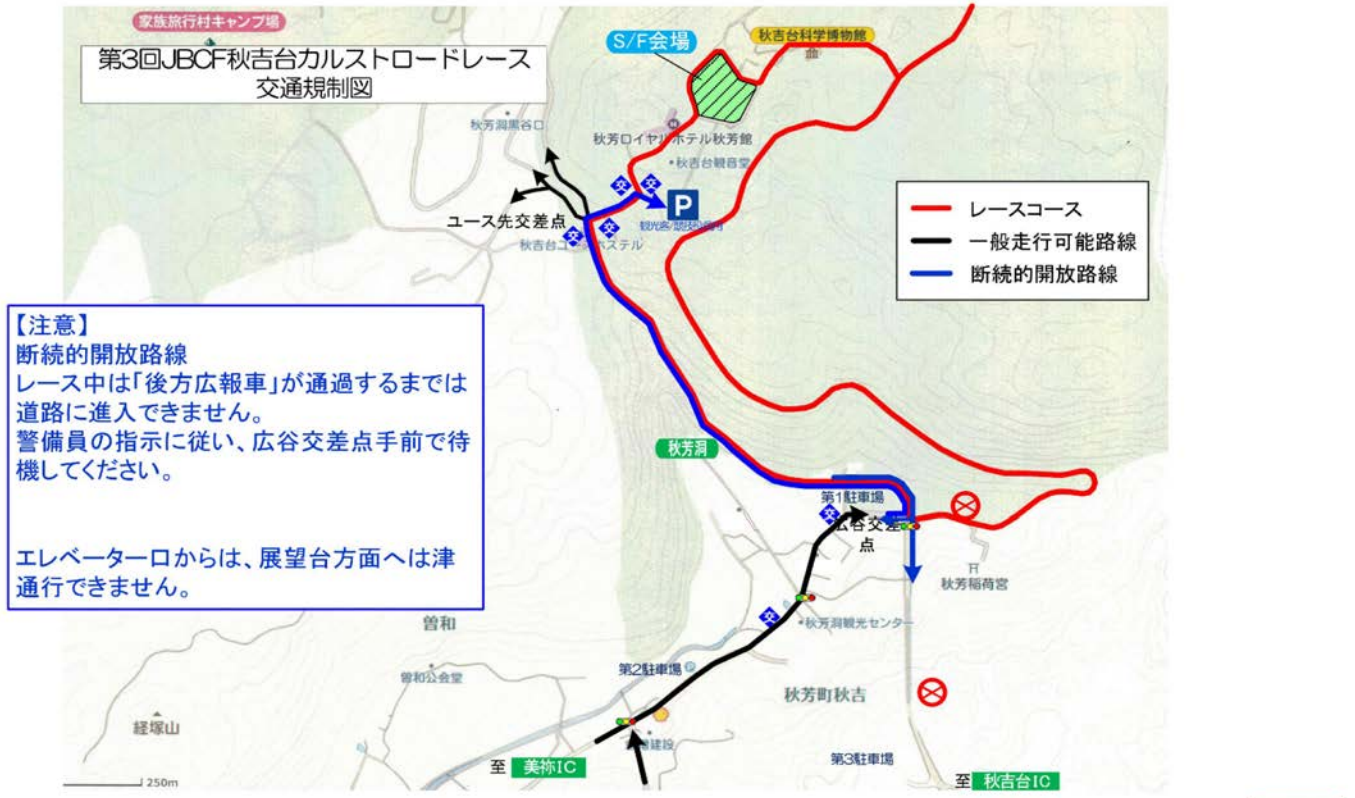 家族旅行村キャンプ場
第3回JBCF秋吉台カルストロードレース
交通規制図
S/F会場
秋吉台科学博物館
秋芳洞黒谷口
秋芳ロイヤルホテル秋芳館
秋吉台観音堂
交
交
P
ユース先交差点
交
交
レースコース
一般走行可能路線
断続的開放路線
【注意】
断続的開放路線
レース中は「後方広報車」が通過するまでは
道路に進入できません。
警備員の指示に従い、広谷交差点手前で待
機してください。
エレベーター口からは、展望台方面へは津
通行できません。
秋芳洞
第1駐車場
交
広谷交差
点
秋芳稲荷宮
交
秋芳洞観光センター
曽和
曽和公会堂
第2駐車場
P
秋芳町秋吉
経塚山
建設
第3駐車場
至 美祢IC
至 秋吉台IC
250m